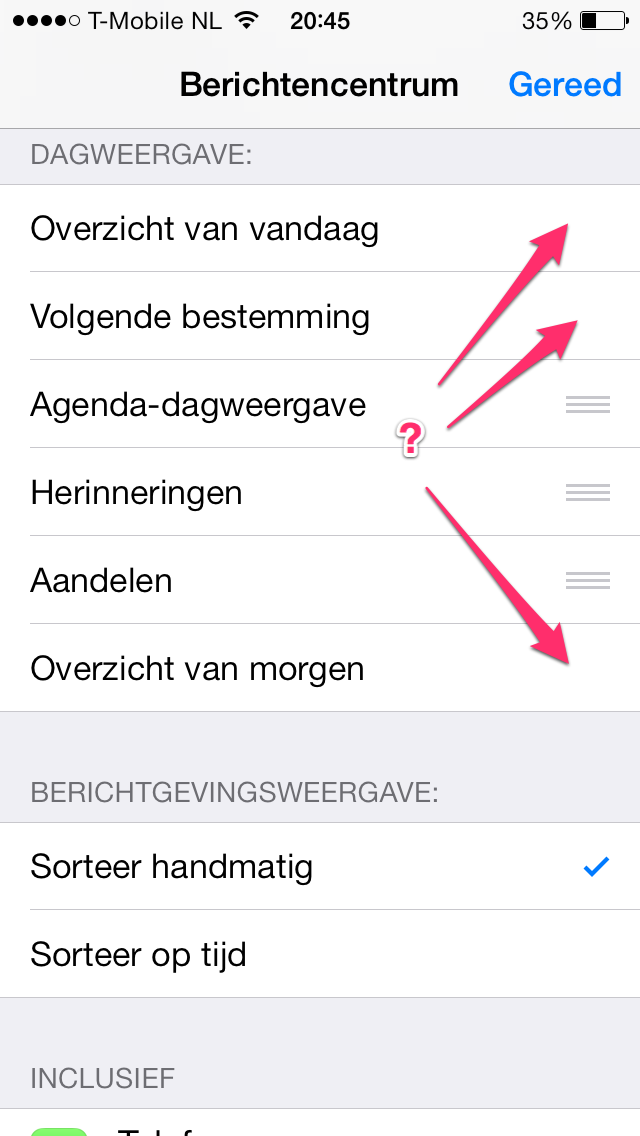 T-Mobile NL 20:45 35%
Berichtencentrum Gereed
DAGWEERGAVE:
Overzicht van vandaag
Volgende bestemming
Agenda-dagweergave
?
Herinneringen
Aandelen
Overzicht van morgen
BERICHTGEVINGSWEERGAVE:
Sorteer handmatig
Sorteer op tijd
INCLUSIEF